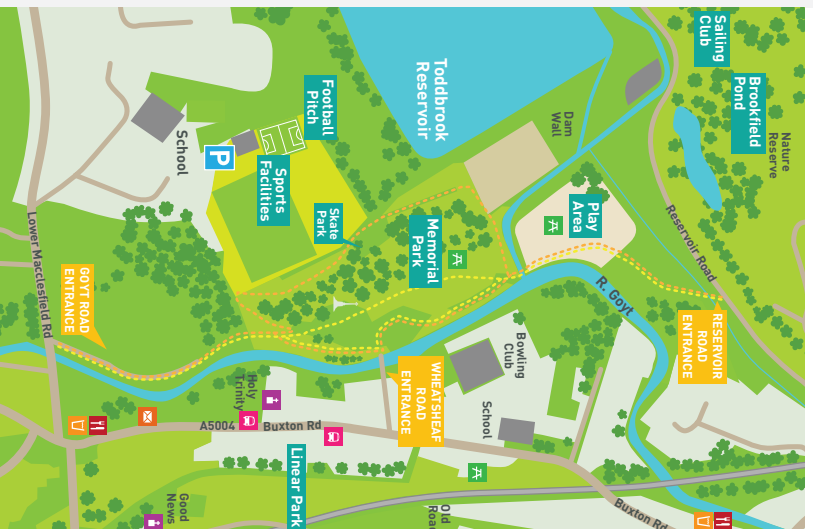 Nature
Reserve
Brookfield
Pond
Sailing
Club
Reservoir Road
RESERVOIR
ROAD
ENTRANCE
Buxton Rd
R. Goyt
Play
Area
Dam
Wall
Bowling
Club
School
Toddbrook
Reservoir
Memorial
Park
WHEATSHEAF
ROAD
ENTRANCE
Old
Road
Football
Pitch
Skate
Park
Sports
Facilities
Linear Park
A5004 Buxton Rd
Holy
Trinity
P
School
Good
News
GOYT ROAD
ENTRANCE
Lower Macclesfield Rd